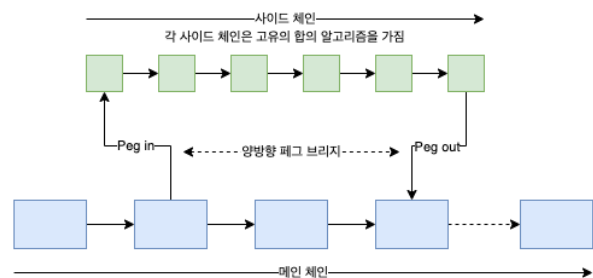 사이드 체인
각 사이드 체인은 고유의 합의 알고리즘을 가짐
Peg in
양방향 페그 브리지
Peg out
메인 체인